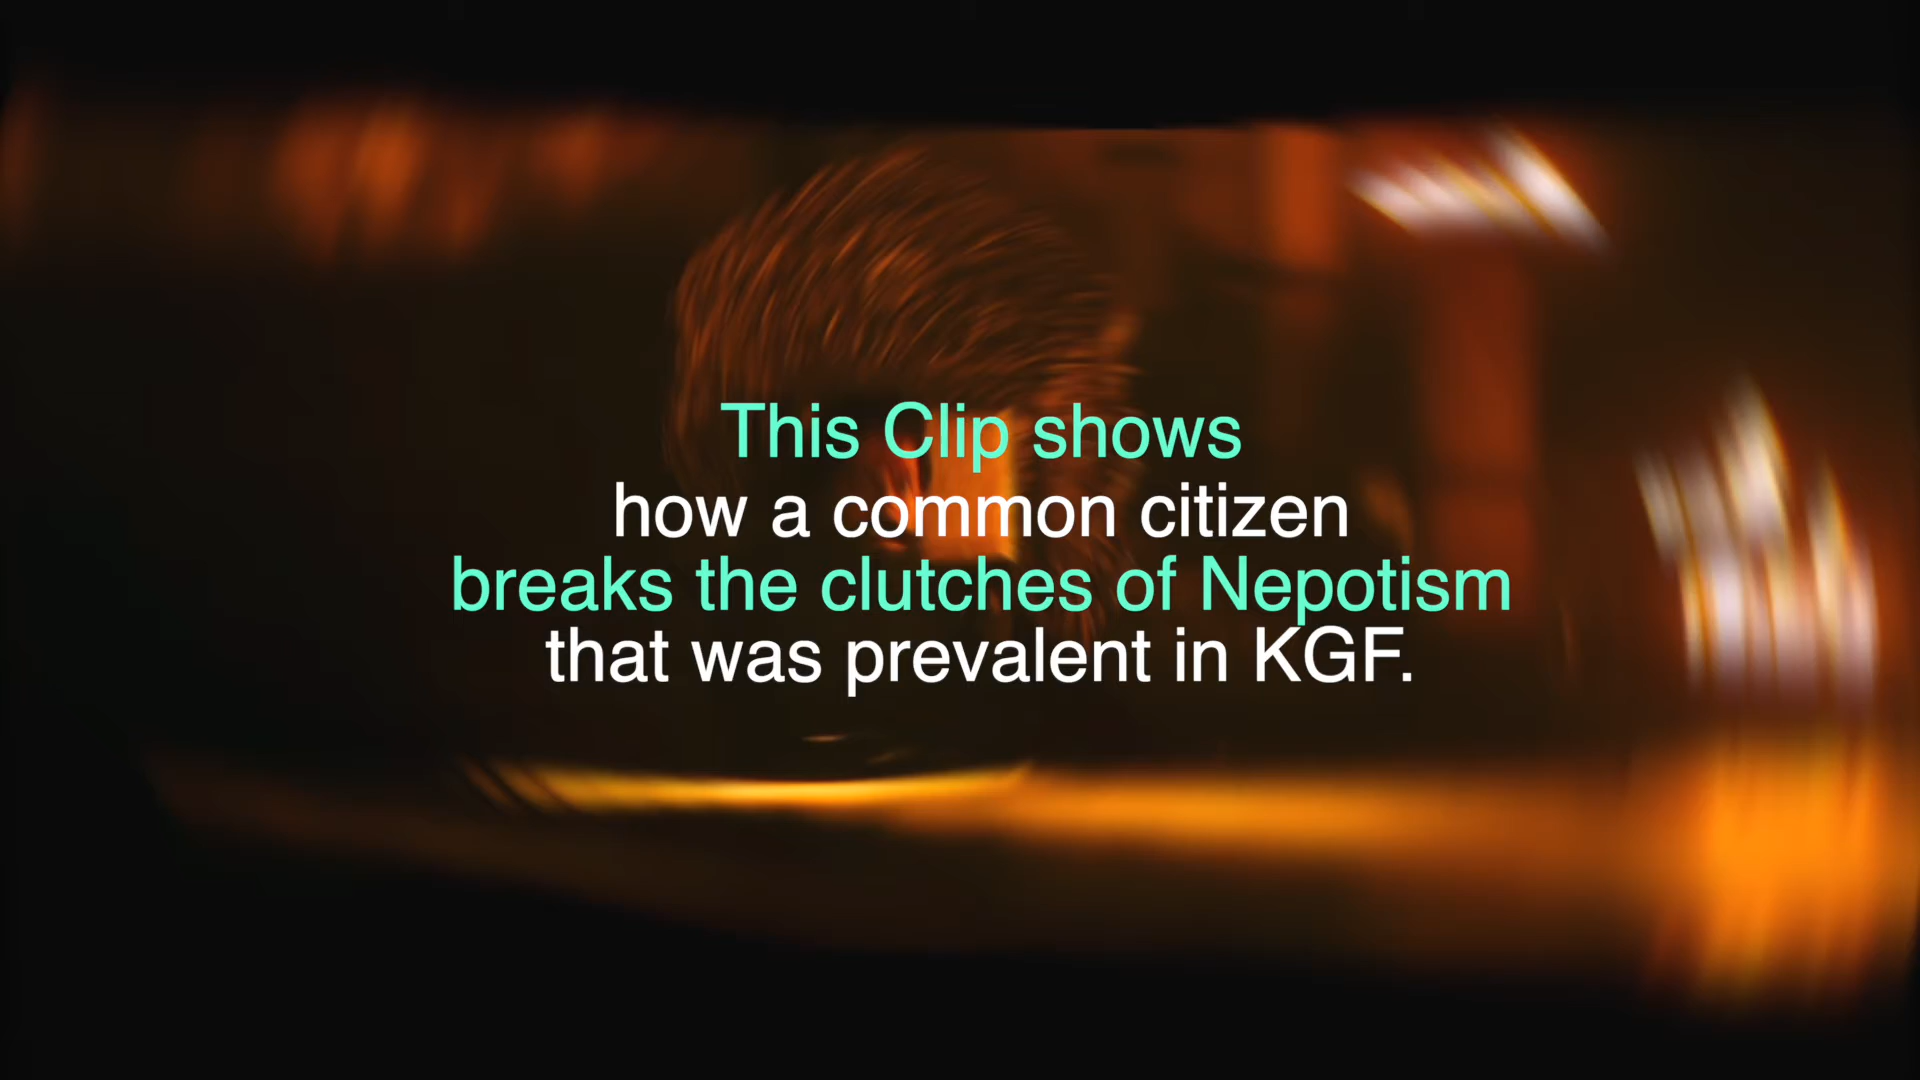 This Clip shows
how a common citizen
breaks the clutches of Nepotism
that was prevalent in KGF.